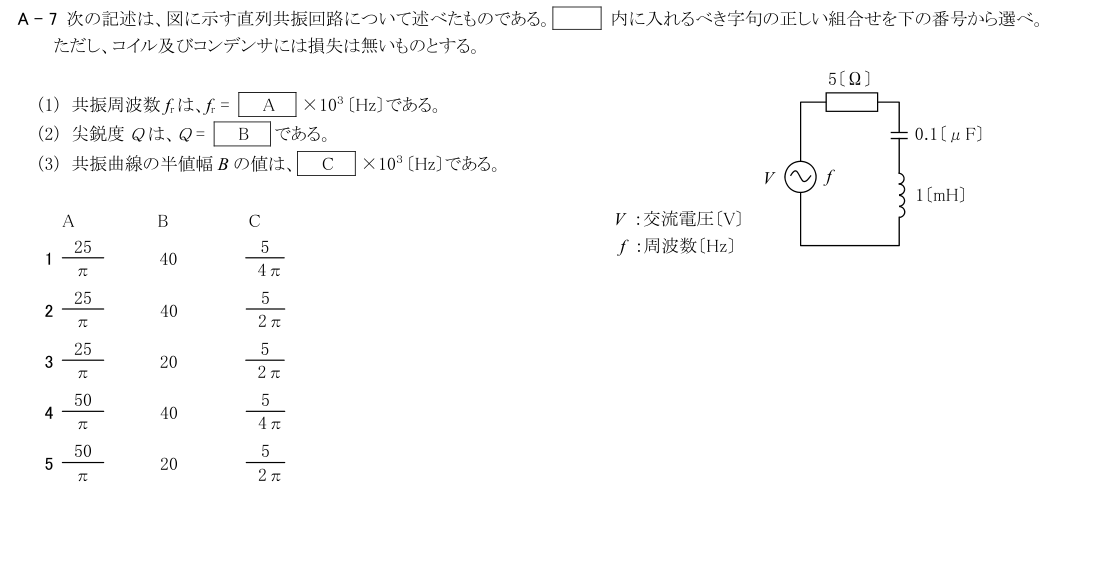 A－7 次の記述は、図に示す直列共振回路について述べたものである。 内に入れるべき字句の正しい組合せを下の番号から選べ。
ただし、コイル及びコンデンサには損失は無いものとする。
(1) 共振周波数 fr は、fr = A ×10³〔Hz〕である。
(2) 尖鋭度 Q は、Q = B である。
(3) 共振曲線の半値幅 B の値は、 C ×10³〔Hz〕である。
A B C
1 25/π 40 5/4π
2 25/π 40 5/2π
3 25/π 20 5/2π
4 50/π 40 5/4π
5 50/π 20 5/2π
5〔Ω〕
0.1〔μF〕
V f
1〔mH〕
V：交流電圧〔V〕
f：周波数〔Hz〕